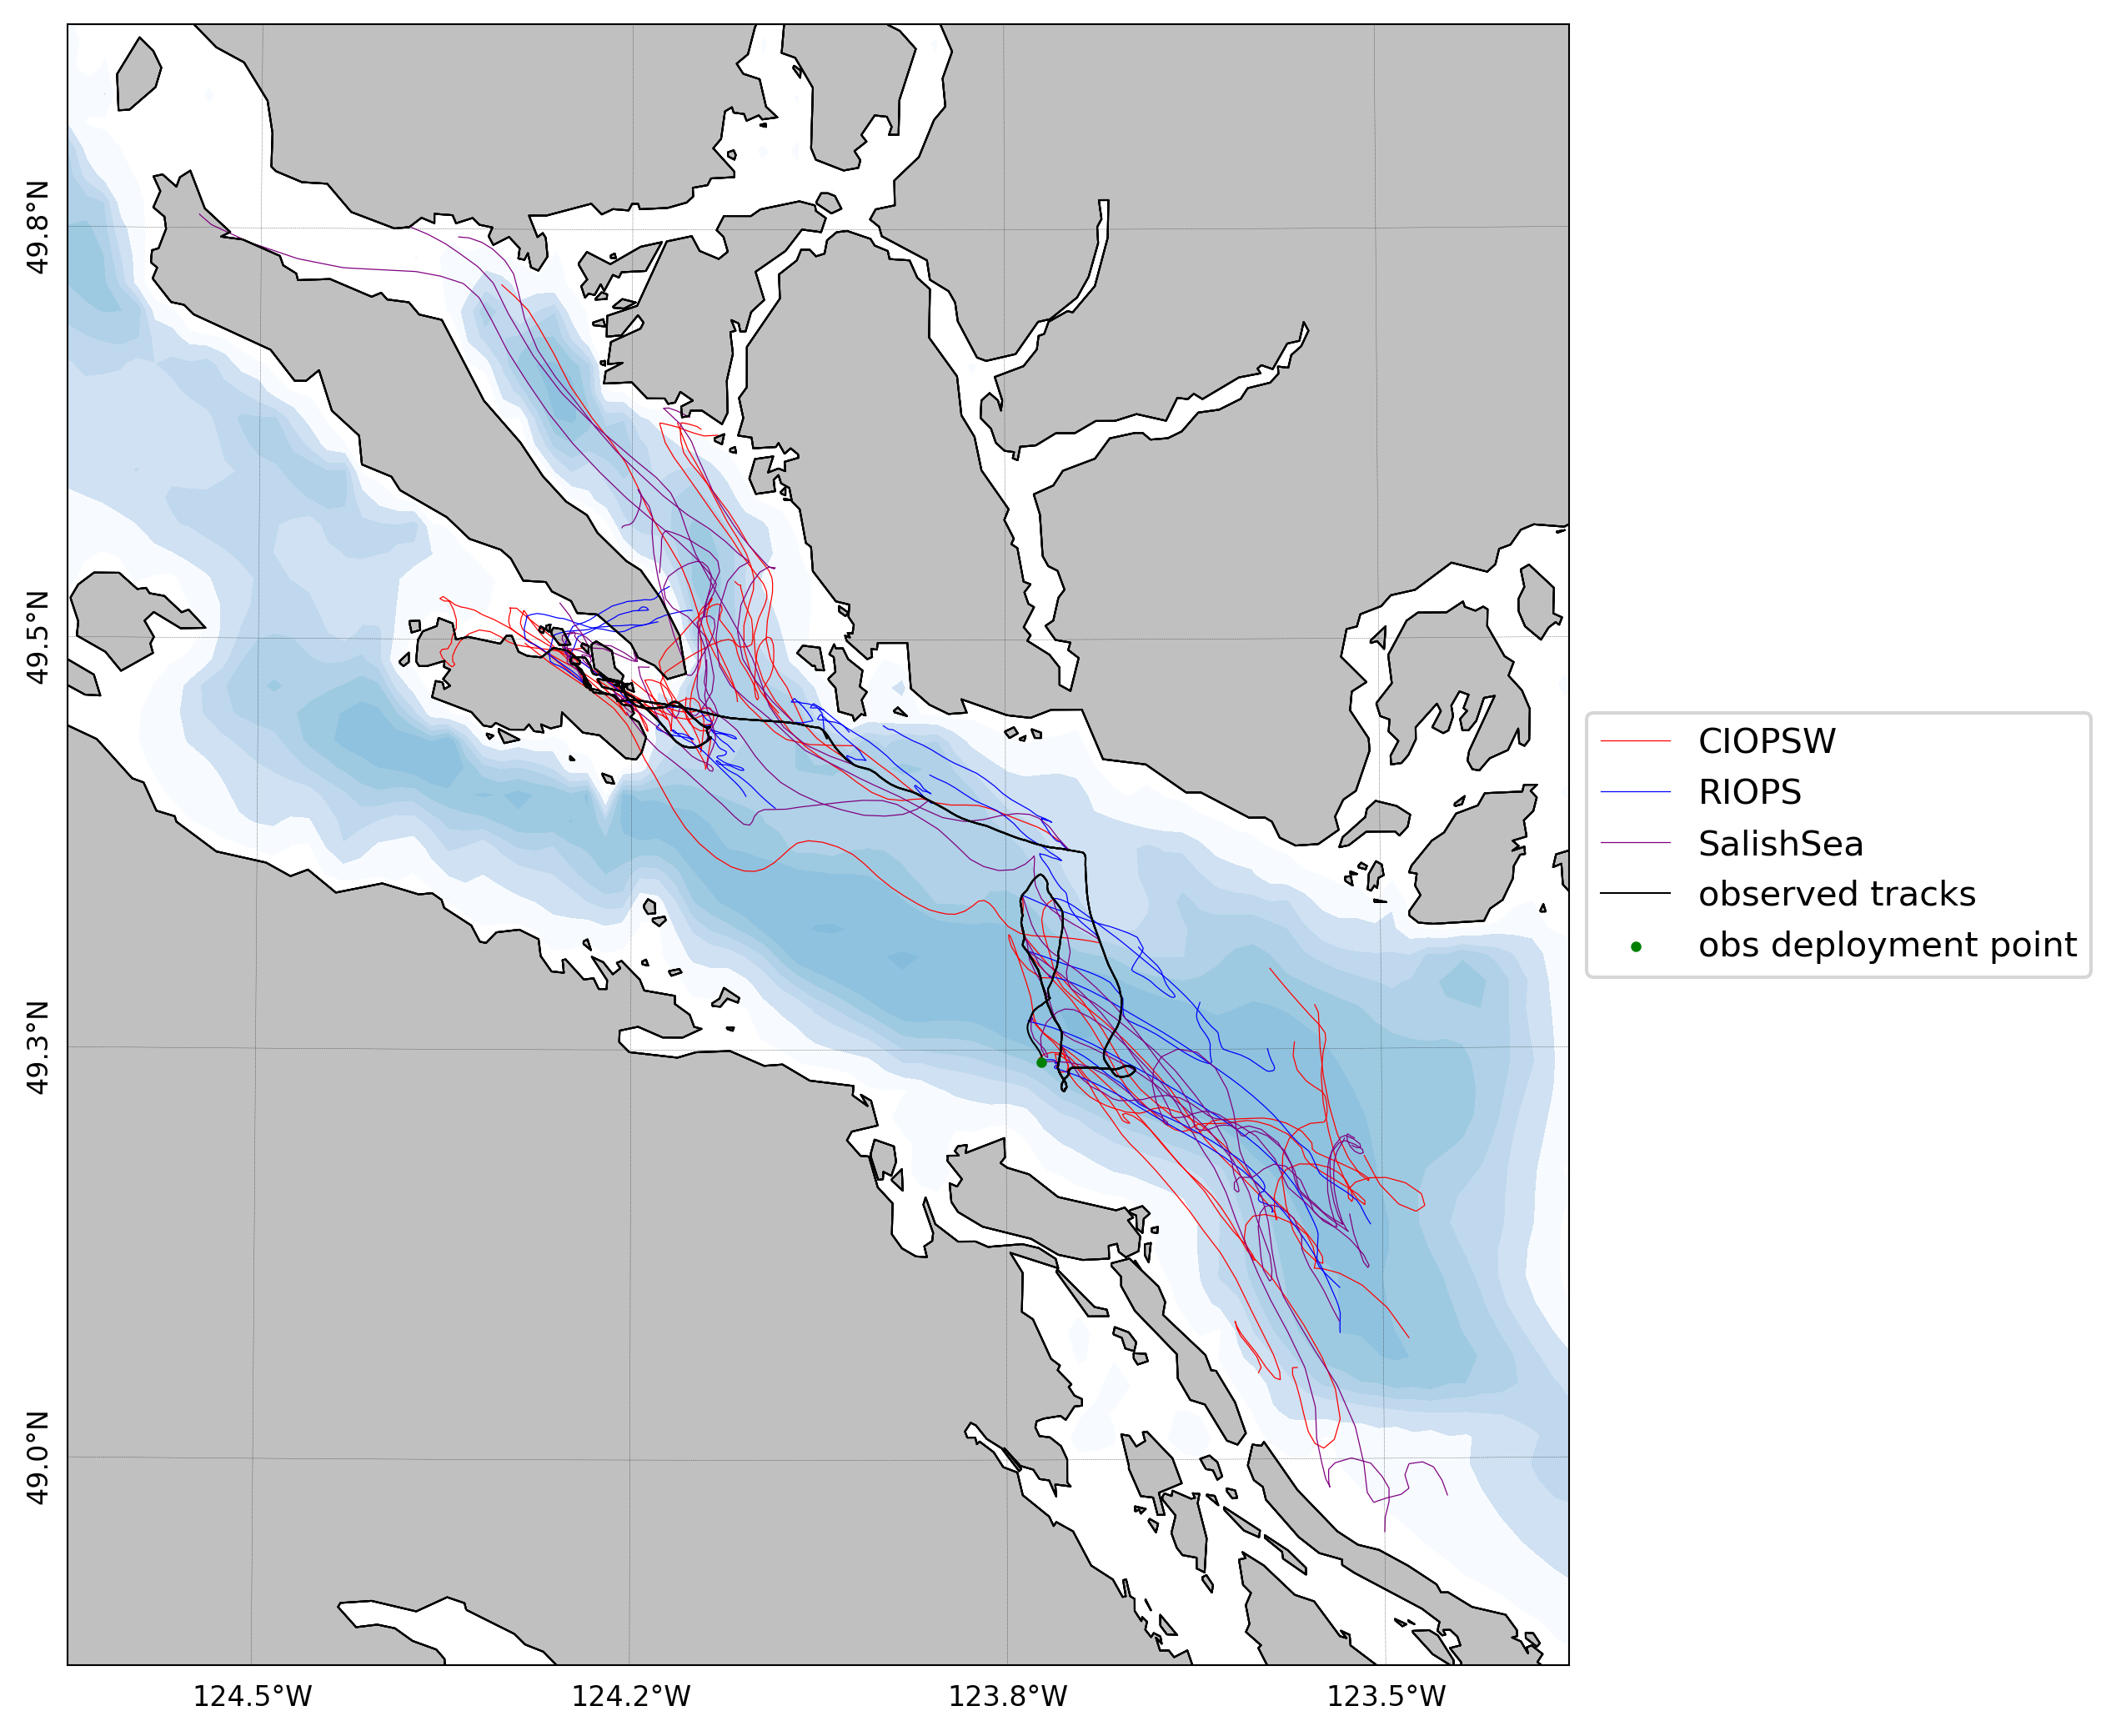 49.8°N
49.5°N
49.3°N
49.0°N
124.5°W
124.2°W
123.8°W
123.5°W
CIOPSW
RIOPS
SalishSea
observed tracks
obs deployment point